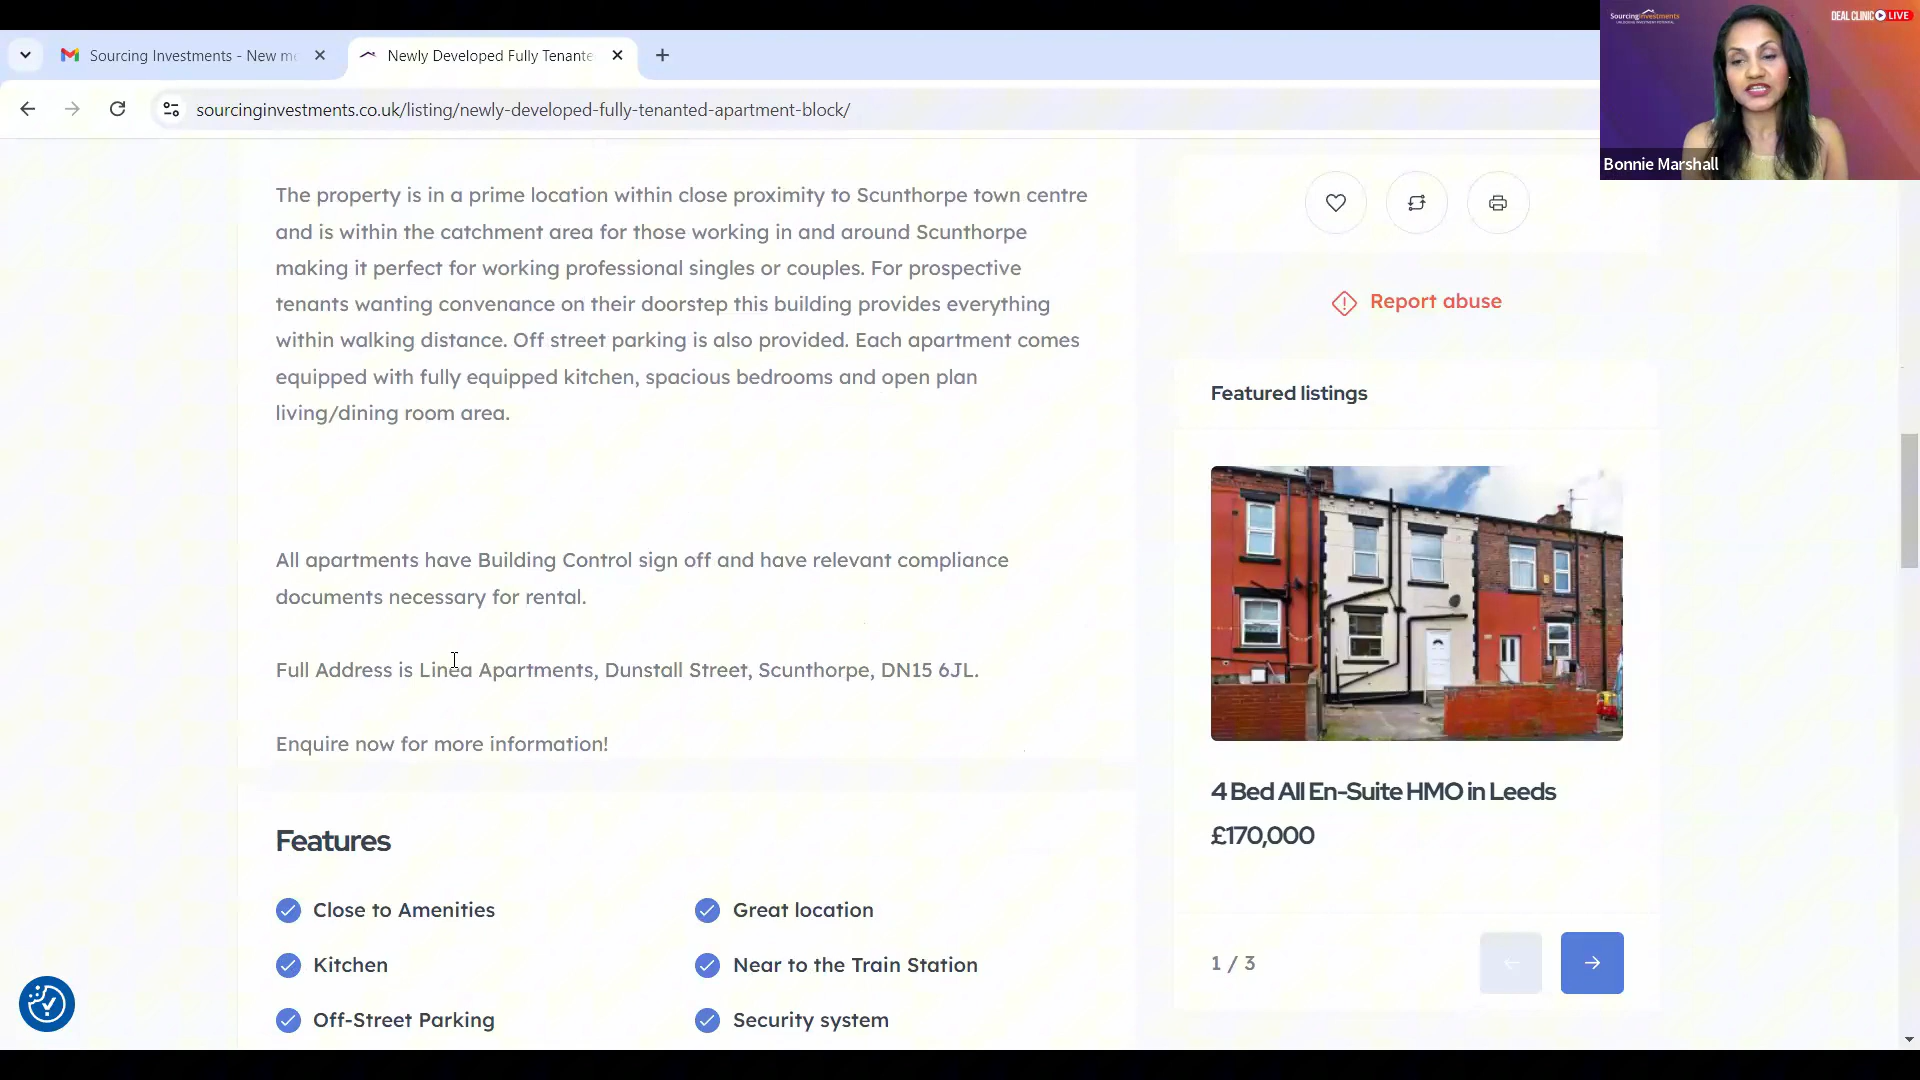 Sourcing Investments - New me
Newly Developed Fully Tenante
sourcinginvestments.co.uk/listing/newly-developed-fully-tenanted-apartment-block/
SourcingInvestments
DEAL CLINIC LIVE
Bonnie Marshall
The property is in a prime location within close proximity to Scunthorpe town centre
and is within the catchment area for those working in and around Scunthorpe
making it perfect for working professional singles or couples. For prospective
tenants wanting convenance on their doorstep this building provides everything
within walking distance. Off street parking is also provided. Each apartment comes
equipped with fully equipped kitchen, spacious bedrooms and open plan
living/dining room area.
All apartments have Building Control sign off and have relevant compliance
documents necessary for rental.
Full Address is Linea Apartments, Dunstall Street, Scunthorpe, DN15 6JL.
Enquire now for more information!
Features
Close to Amenities
Great location
Kitchen
Near to the Train Station
Off-Street Parking
Security system
Report abuse
Featured listings
4 Bed All En-Suite HMO in Leeds
£170,000
1 / 3